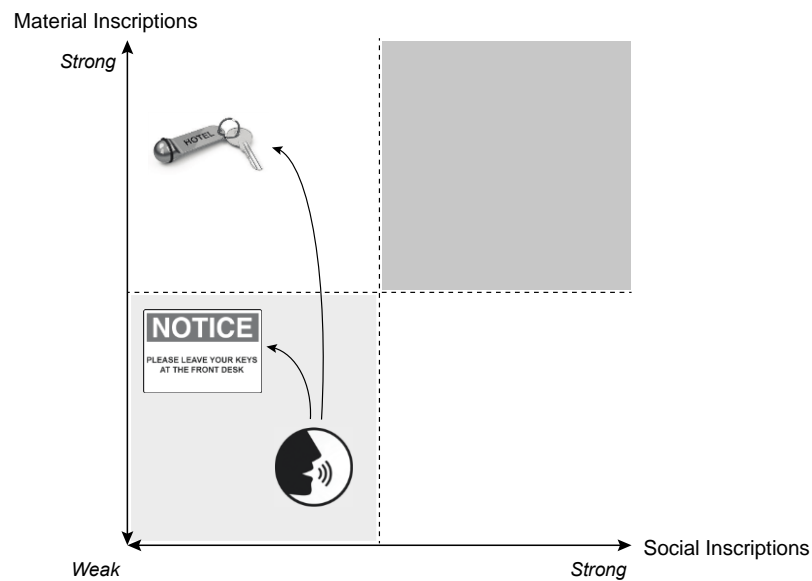 Material Inscriptions
Strong
HOTEL
NOTICE
PLEASE LEAVE YOUR KEYS
AT THE FRONT DESK
Social Inscriptions
Weak
Strong